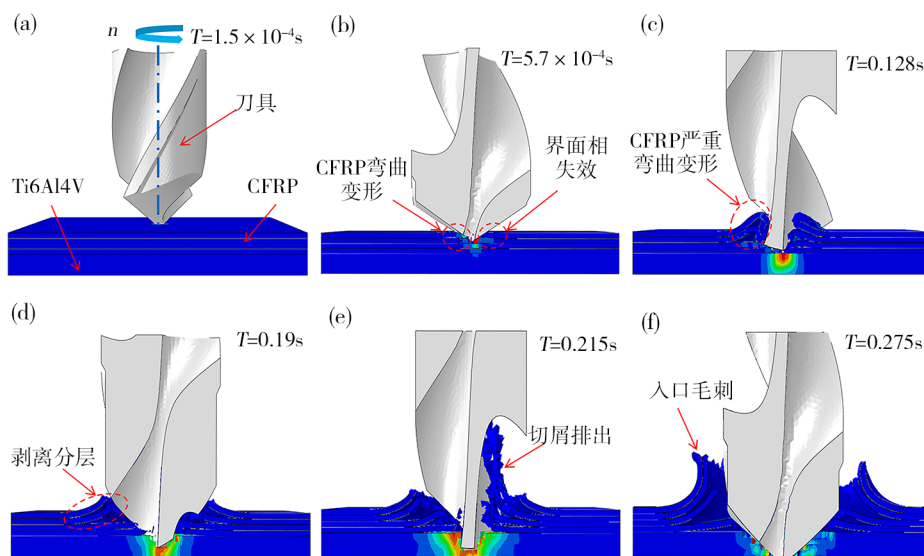 (a)
n
T=1.5×10⁻⁴s
刀具
Ti6Al4V
CFRP
(b)
T=5.7×10⁻⁴s
CFRP弯曲
变形
界面相
失效
(c)
T=0.128s
CFRP严重
弯曲变形
(d)
T=0.19s
剥离分层
(e)
T=0.215s
切屑排出
(f)
T=0.275s
入口毛刺